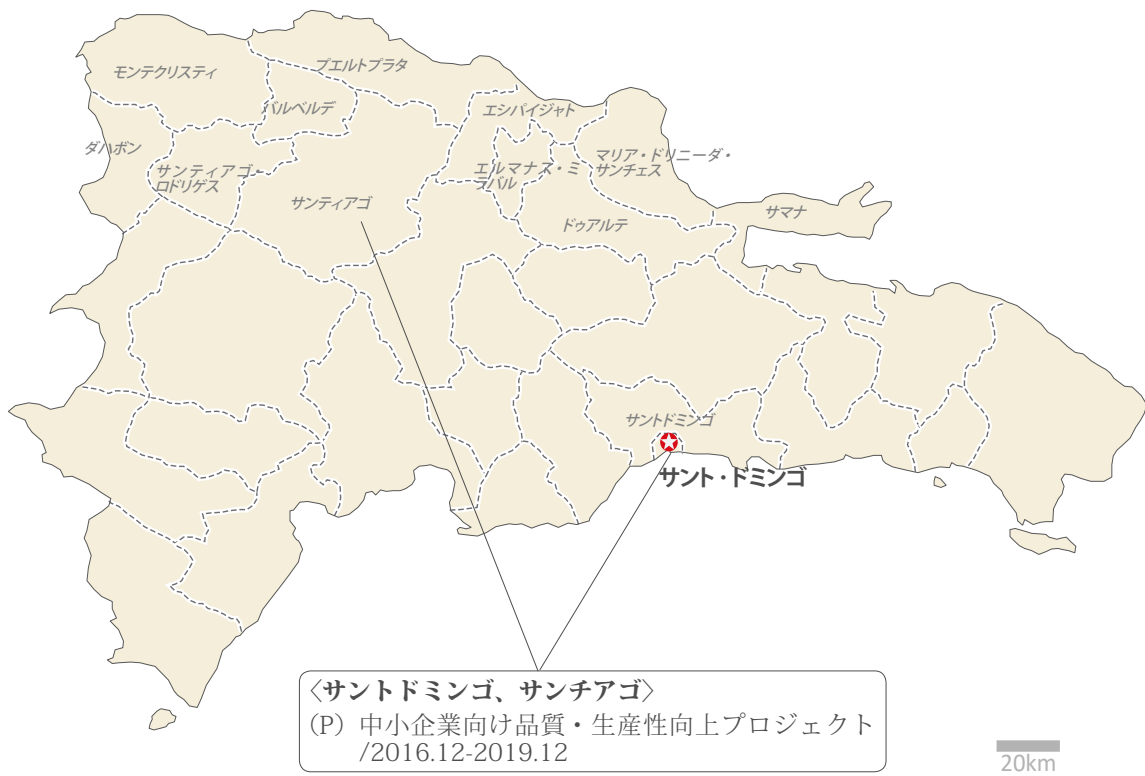 モンテクリスティ
プエルトプラタ
バルベルデ
エシパイジャト
ダハボン
サンティアゴ・
ロドリゲス
エルマナス・ミ
ラバル
マリア・ドリニーダ・
サンチェス
サンティアゴ
サマナ
ドゥアルテ
サントドミンゴ
サント・ドミンゴ
〈サントドミンゴ、サンチアゴ〉
(P) 中小企業向け品質・生産性向上プロジェクト
/2016.12-2019.12
20km